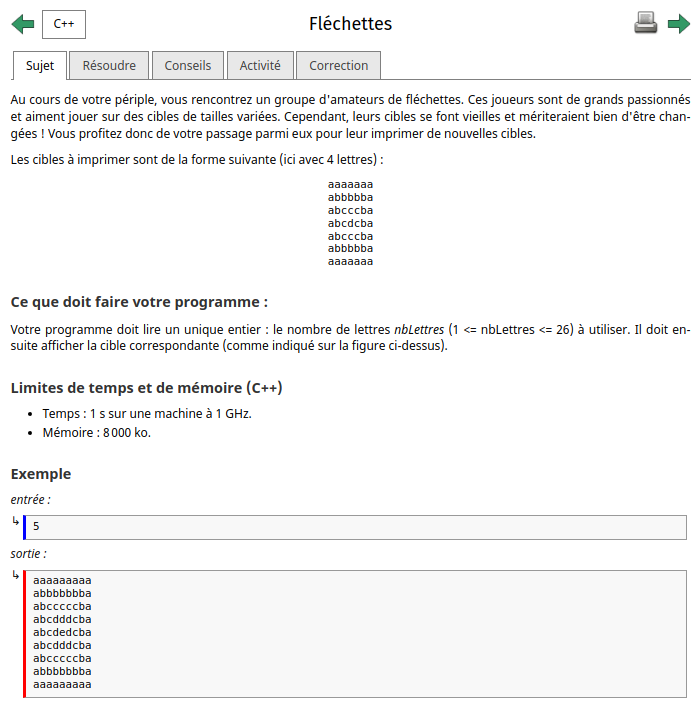 C++
Fléchettes
Sujet
Résoudre
Conseils
Activité
Correction
Au cours de votre périple, vous rencontrez un groupe d'amateurs de fléchettes. Ces joueurs sont de grands passionnés
et aiment jouer sur des cibles de tailles variées. Cependant, leurs cibles se font vieilles et mériteraient bien d'être chan-
gées ! Vous profitez donc de votre passage parmi eux pour leur imprimer de nouvelles cibles.
Les cibles à imprimer sont de la forme suivante (ici avec 4 lettres) :
aaaaaaa
abbbbba
abcccba
abcdcba
abcccba
abbbbba
aaaaaaa
Ce que doit faire votre programme :
Votre programme doit lire un unique entier : le nombre de lettres nbLettres (1 <= nbLettres <= 26) à utiliser. Il doit en-
suite afficher la cible correspondante (comme indiqué sur la figure ci-dessus).
Limites de temps et de mémoire (C++)
• Temps : 1 s sur une machine à 1 GHz.
• Mémoire : 8 000 ko.
Exemple
entrée :
5
sortie :
aaaaaaaaa
abbbbbbba
abcccccba
abcdddcba
abcdedcba
abcdddcba
abcccccba
abbbbbbba
aaaaaaaaa